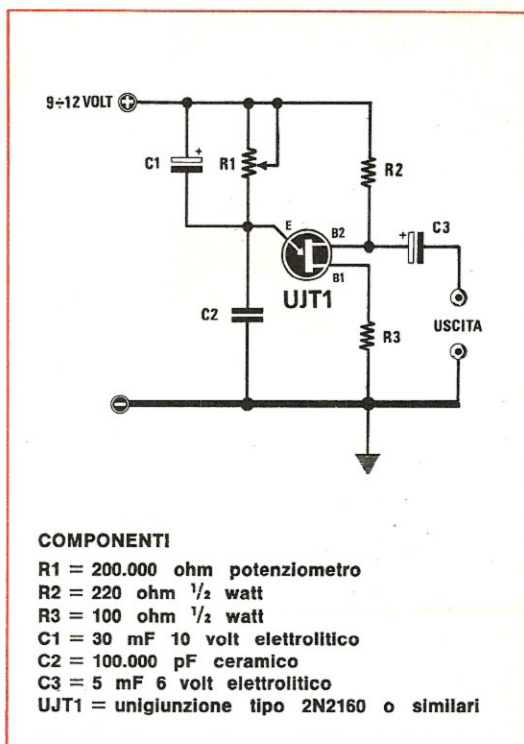 9÷12 VOLT +
C1
+
R1
R2
E
B2
+
C3
B1
UJT1
C2
R3
USCITA
COMPONENTI
R1 = 200.000 ohm potenziometro
R2 = 220 ohm 1/2 watt
R3 = 100 ohm 1/2 watt
C1 = 30 mF 10 volt elettrolitico
C2 = 100.000 pF ceramico
C3 = 5 mF 6 volt elettrolitico
UJT1 = unigiunzione tipo 2N2160 o similari